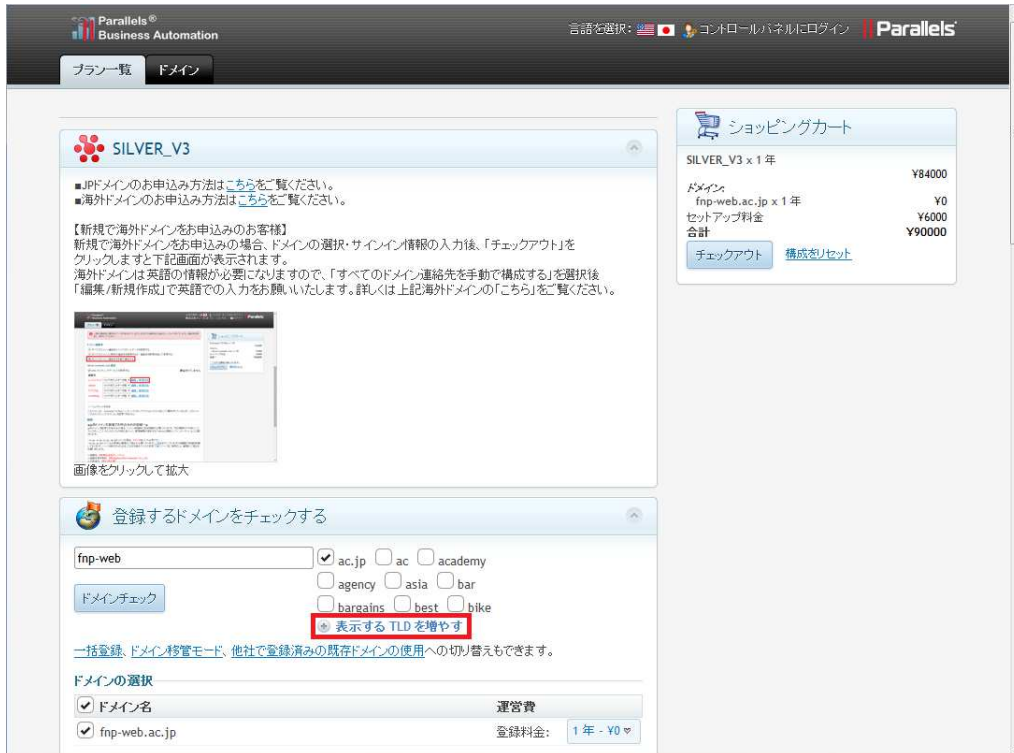 Parallels®
Business Automation
言語を選択: コントロールパネルにログイン Parallels
プラン一覧 ドメイン
SILVER_V3
■JPドメインのお申込み方法はこちらをご覧ください。
■海外ドメインのお申込み方法はこちらをご覧ください。
【新規で海外ドメインをお申込みのお客様】
新規で海外ドメインをお申込みの場合、ドメインの選択・サインイン情報の入力後、「チェックアウト」を
クリックしますと下記画面が表示されます。
海外ドメインは英語の情報が必要になりますので、「すべてのドメイン連絡先を手動で構成する」を選択後
「編集/新規作成」で英語での入力をお願いいたします。詳しくは上記海外ドメインの「こちら」をご覧ください。
画像をクリックして拡大
登録するドメインをチェックする
fnp-web
ac.jp ac academy
agency asia bar
bargains best bike
ドメインチェック
表示する TLD を増やす
一括登録、ドメイン移管モード、他社で登録済みの既存ドメインの使用への切り替えもできます。
ドメインの選択
ドメイン名 運営費
fnp-web.ac.jp 登録料金: 1 年 - ¥0
ショッピングカート
SILVER_V3 x 1 年
¥84000
ドメイン:
fnp-web.ac.jp x 1 年 ¥0
セットアップ料金 ¥6000
合計 ¥90000
チェックアウト 構成をリセット